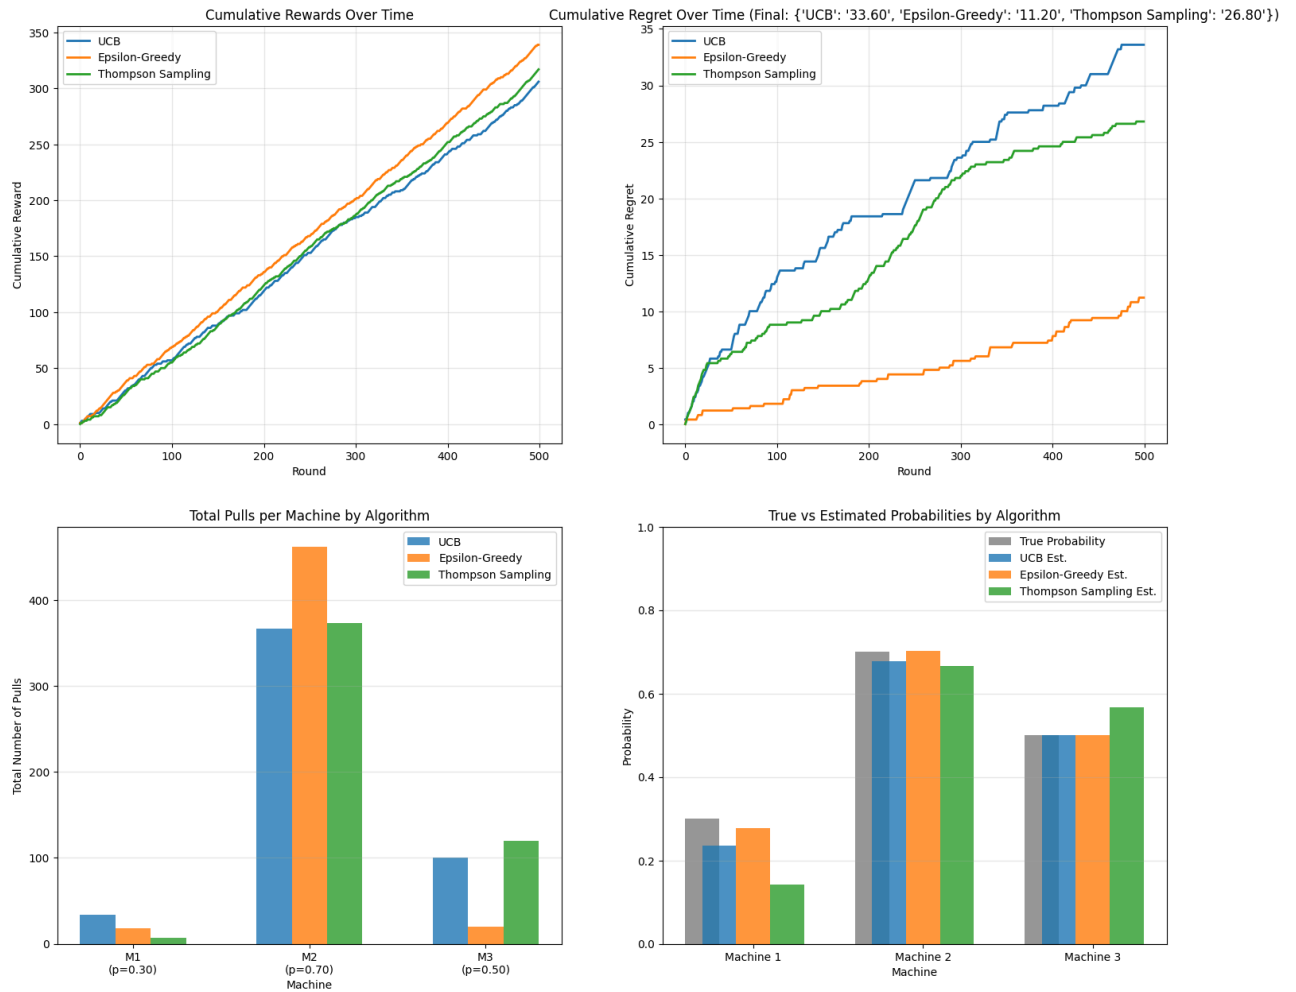 Cumulative Rewards Over Time
350
300
250
200
150
100
50
0
Cumulative Reward
UCB
Epsilon-Greedy
Thompson Sampling
0 100 200 300 400 500
Round
Cumulative Regret Over Time (Final: {'UCB': '33.60', 'Epsilon-Greedy': '11.20', 'Thompson Sampling': '26.80'})
35
30
25
20
15
10
5
0
Cumulative Regret
UCB
Epsilon-Greedy
Thompson Sampling
0 100 200 300 400 500
Round
Total Pulls per Machine by Algorithm
400
300
200
100
0
Total Number of Pulls
UCB
Epsilon-Greedy
Thompson Sampling
M1 M2 M3
(p=0.30) (p=0.70) (p=0.50)
Machine
True vs Estimated Probabilities by Algorithm
1.0
0.8
0.6
0.4
0.2
0.0
Probability
True Probability
UCB Est.
Epsilon-Greedy Est.
Thompson Sampling Est.
Machine 1 Machine 2 Machine 3
Machine